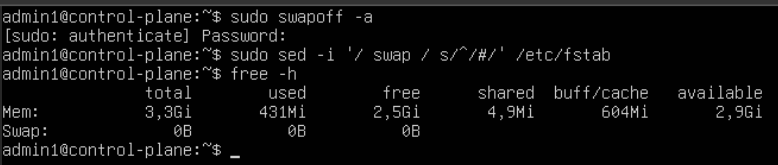 admin1@control-plane:~$ sudo swapoff -a
[sudo: authenticate] Password:
admin1@control-plane:~$ sudo sed -i '/ swap / s/^/#/' /etc/fstab
admin1@control-plane:~$ free -h
total used free shared buff/cache available
Mem: 3,3Gi 431Mi 2,5Gi 4,9Mi 604Mi 2,9Gi
Swap: 0B 0B 0B
admin1@control-plane:~$ _